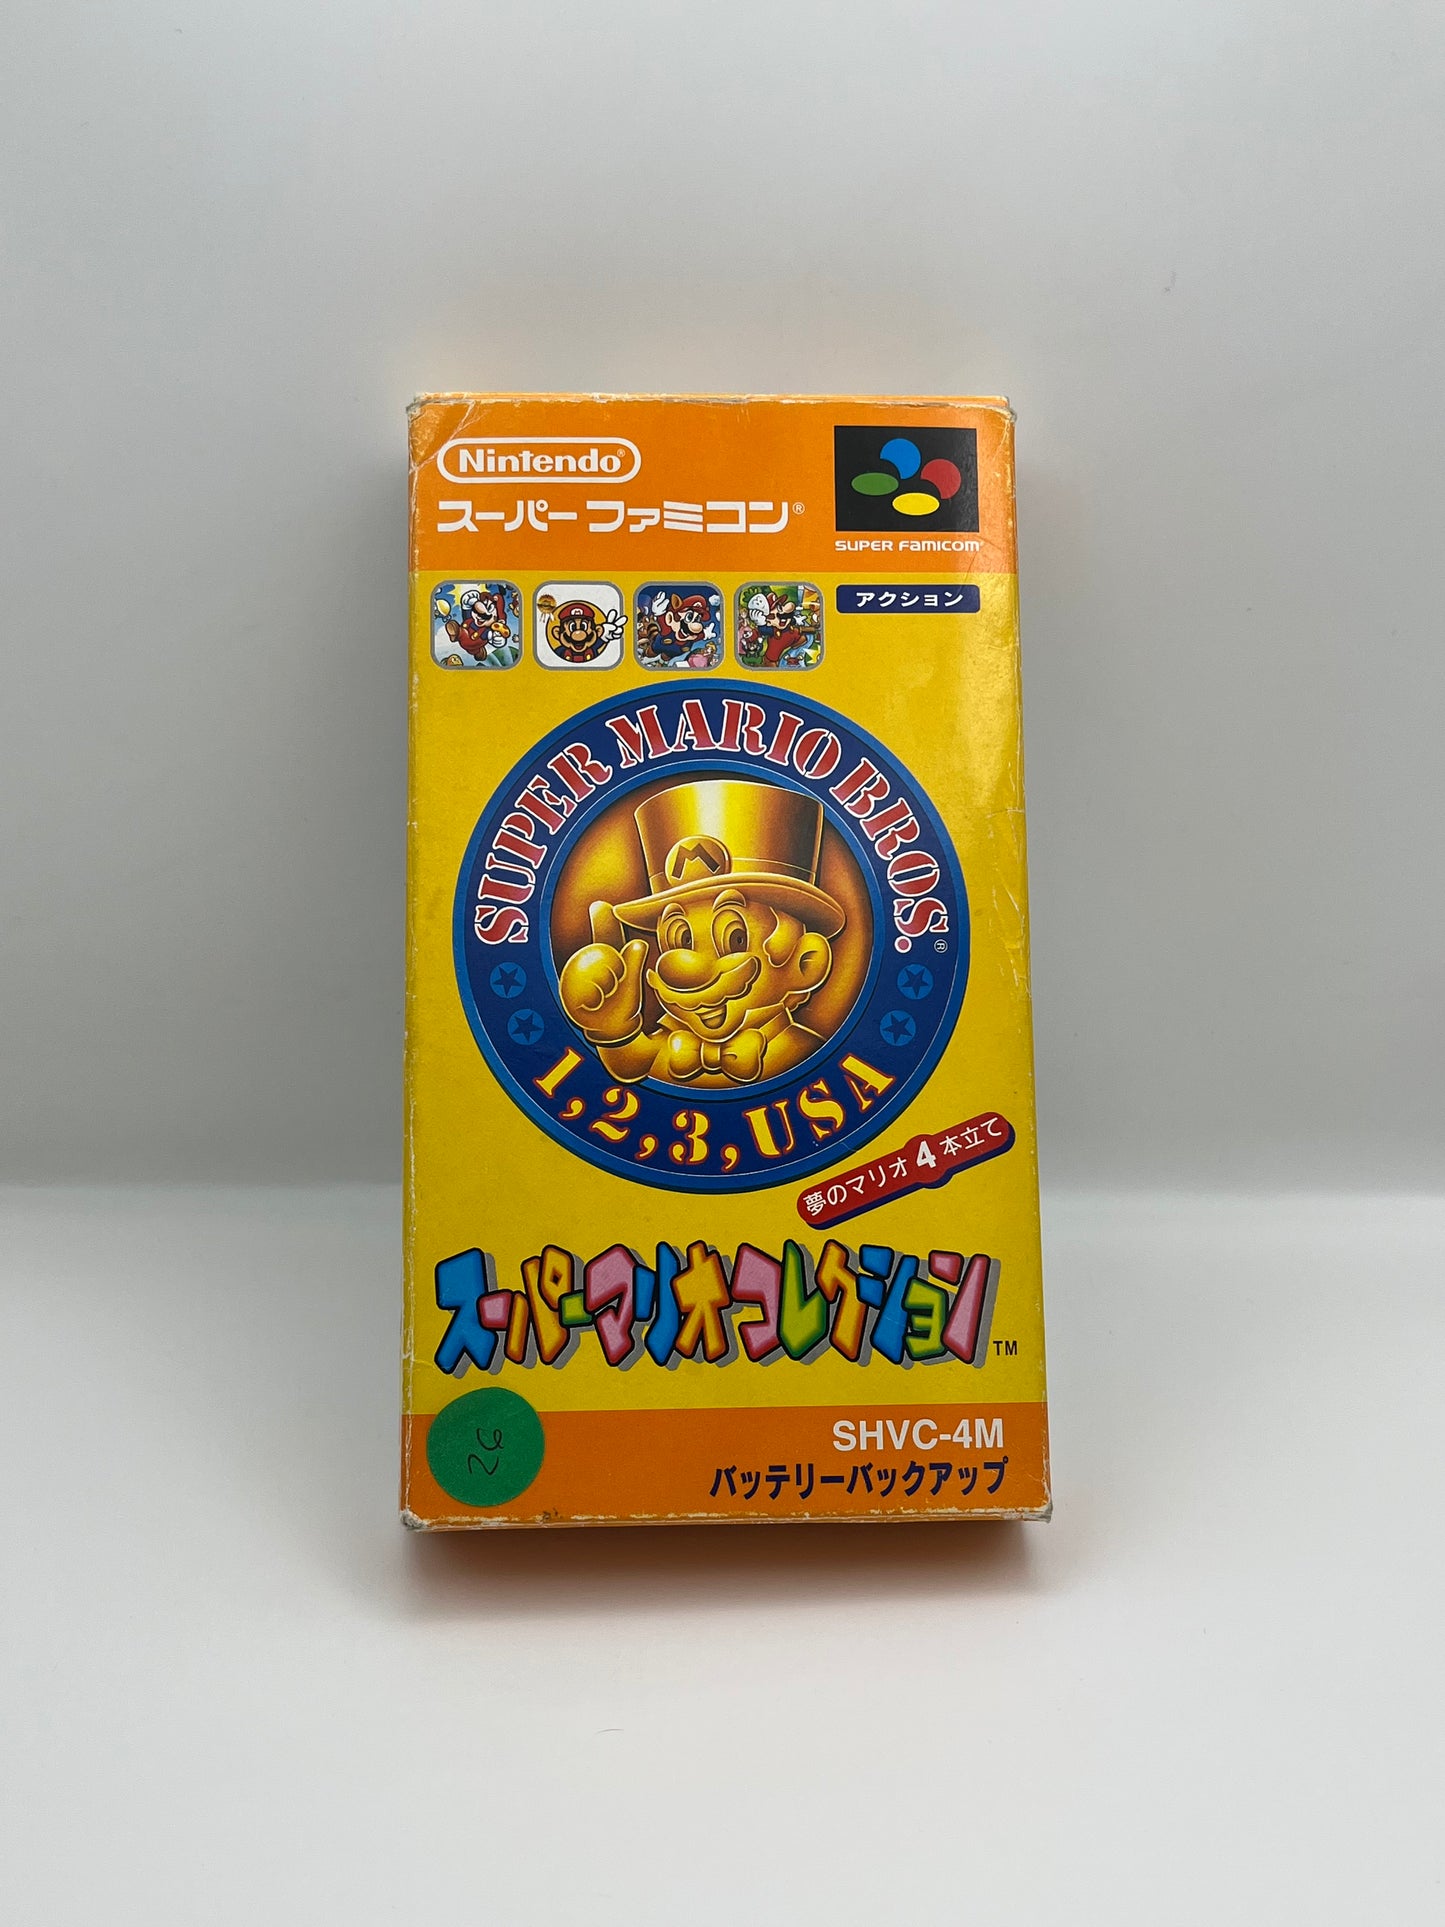 Nintendo®
スーパーファミコン®
SUPER FAMICOM
アクション
M
SUPER MARIO BROS.®
1,2,3,USA
夢のマリオ4本立て
スーパーマリオコレクション™
26
SHVC-4M
バッテリーバックアップ